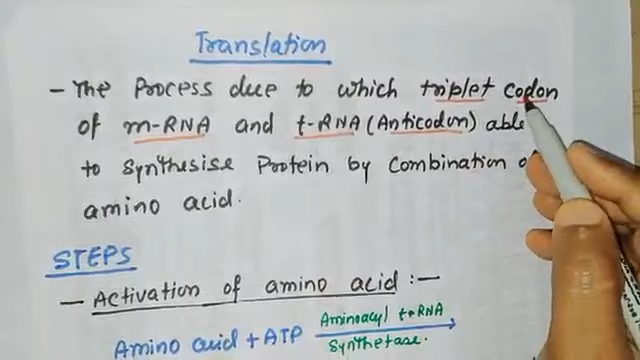 Translation
- The Process due to which triplet codon
of m-RNA and t-RNA (Anticodon) able
to synthesise Protein by combination
amino acid.
STEPS
- Activation of amino acid :-
Amino acid + ATP Aminoacyl t-RNA
Synthetase.